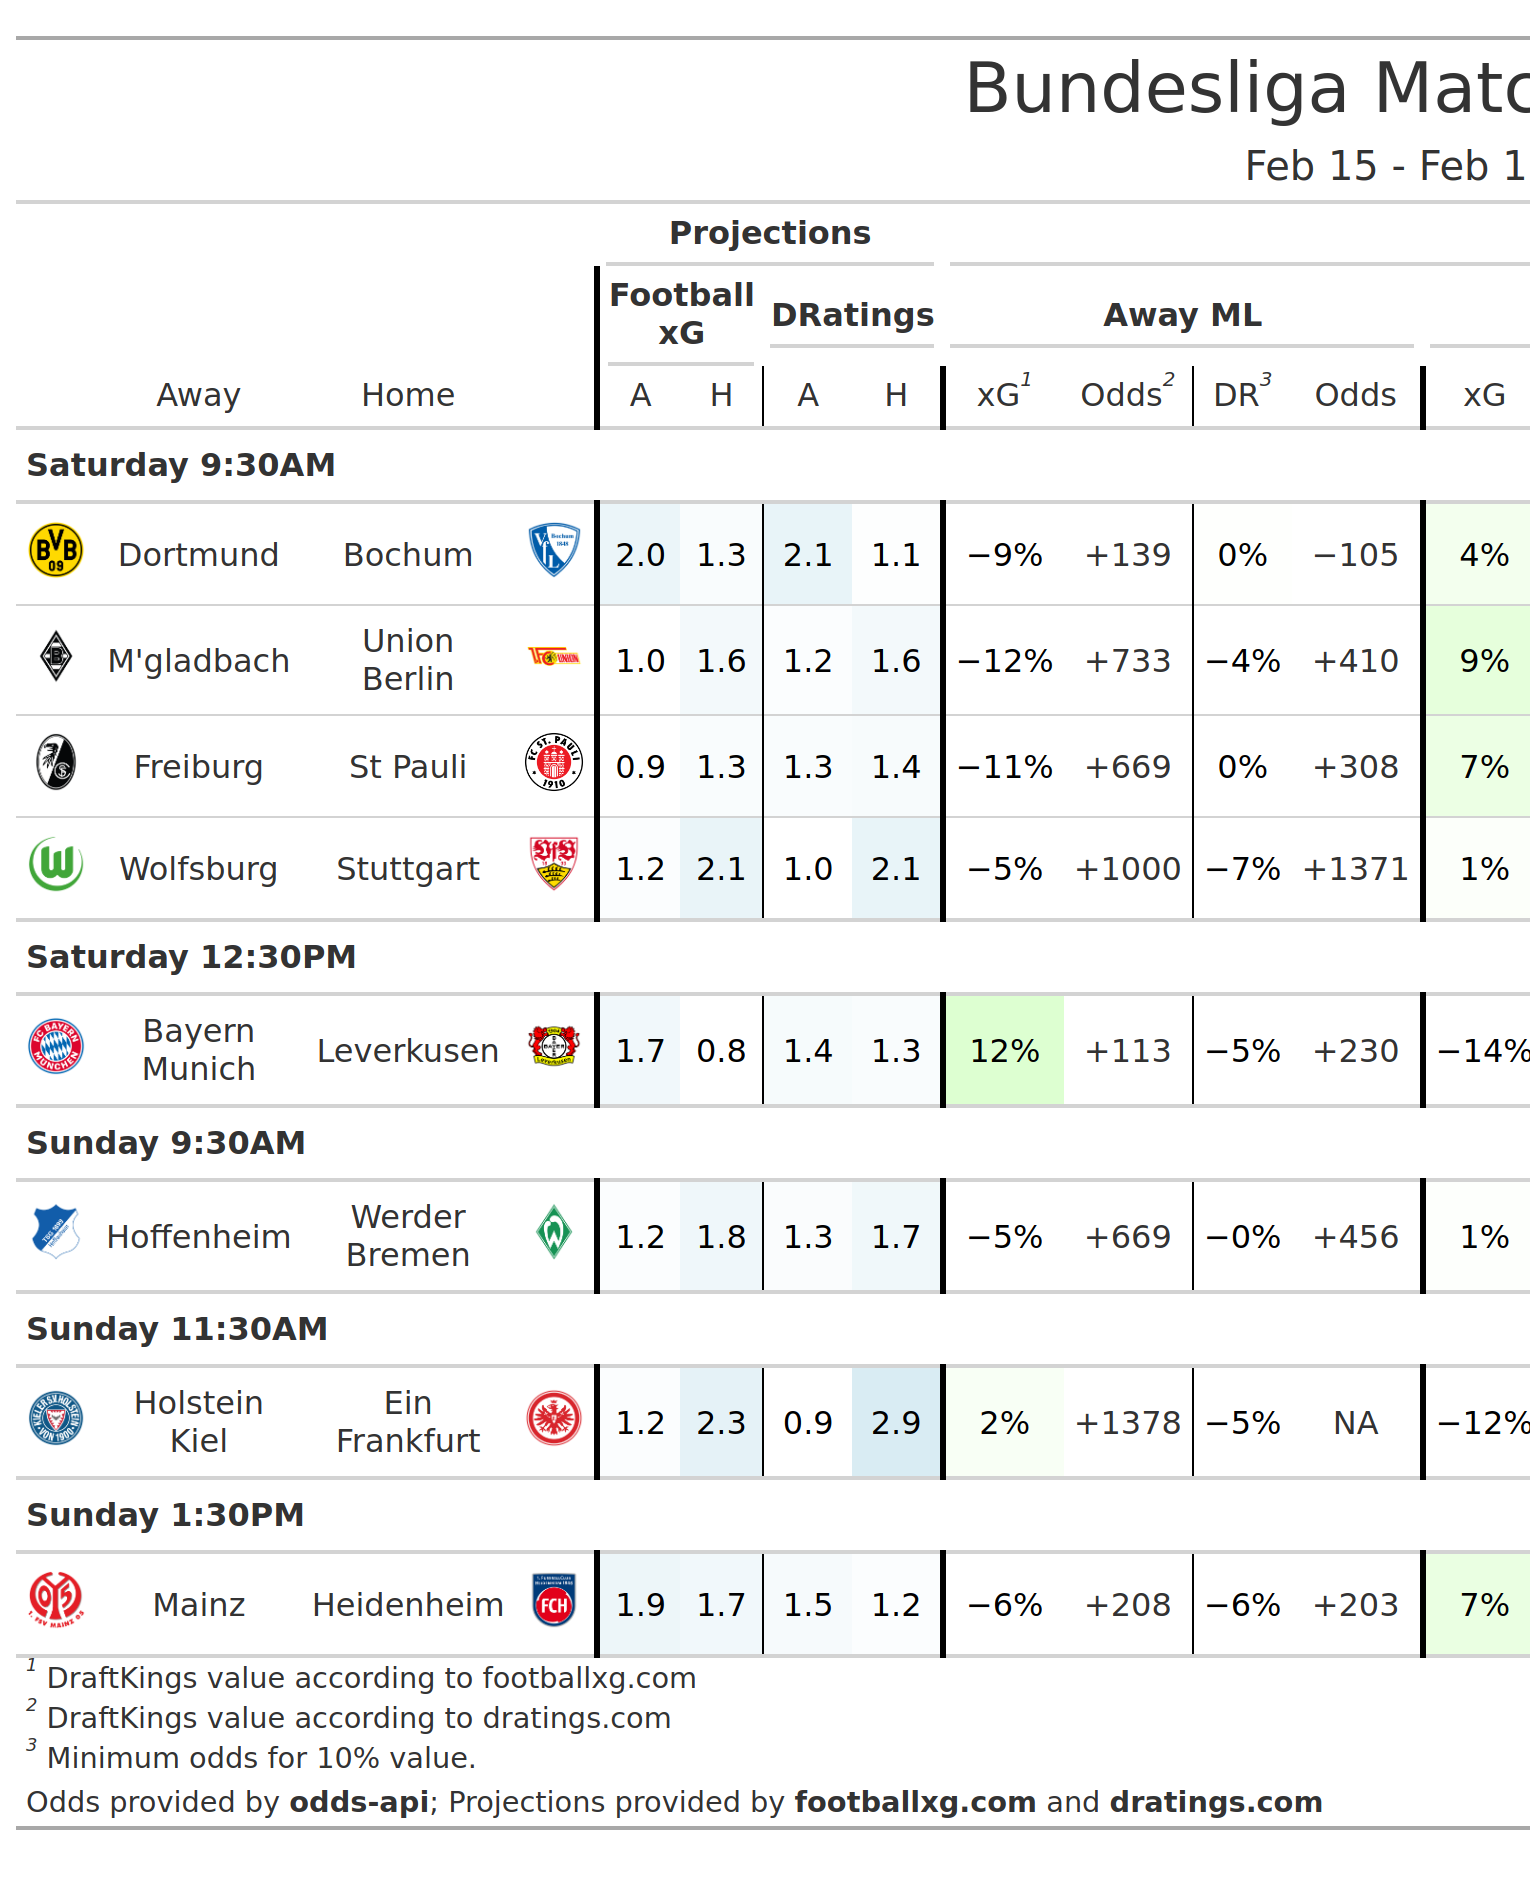 Bundesliga Matc
Feb 15 - Feb 1
Projections
Football xG DRatings Away ML
Away Home A H A H xG1 Odds2 DR3 Odds xG
Saturday 9:30AM
Dortmund Bochum 2.0 1.3 2.1 1.1 −9% +139 0% −105 4%
M'gladbach Union Berlin 1.0 1.6 1.2 1.6 −12% +733 −4% +410 9%
Freiburg St Pauli 0.9 1.3 1.3 1.4 −11% +669 0% +308 7%
Wolfsburg Stuttgart 1.2 2.1 1.0 2.1 −5% +1000 −7% +1371 1%
Saturday 12:30PM
Bayern Munich Leverkusen 1.7 0.8 1.4 1.3 12% +113 −5% +230 −14%
Sunday 9:30AM
Hoffenheim Werder Bremen 1.2 1.8 1.3 1.7 −5% +669 −0% +456 1%
Sunday 11:30AM
Holstein Kiel Ein Frankfurt 1.2 2.3 0.9 2.9 2% +1378 −5% NA −12%
Sunday 1:30PM
Mainz Heidenheim 1.9 1.7 1.5 1.2 −6% +208 −6% +203 7%
1 DraftKings value according to footballxg.com
2 DraftKings value according to dratings.com
3 Minimum odds for 10% value.
Odds provided by odds-api; Projections provided by footballxg.com and dratings.com